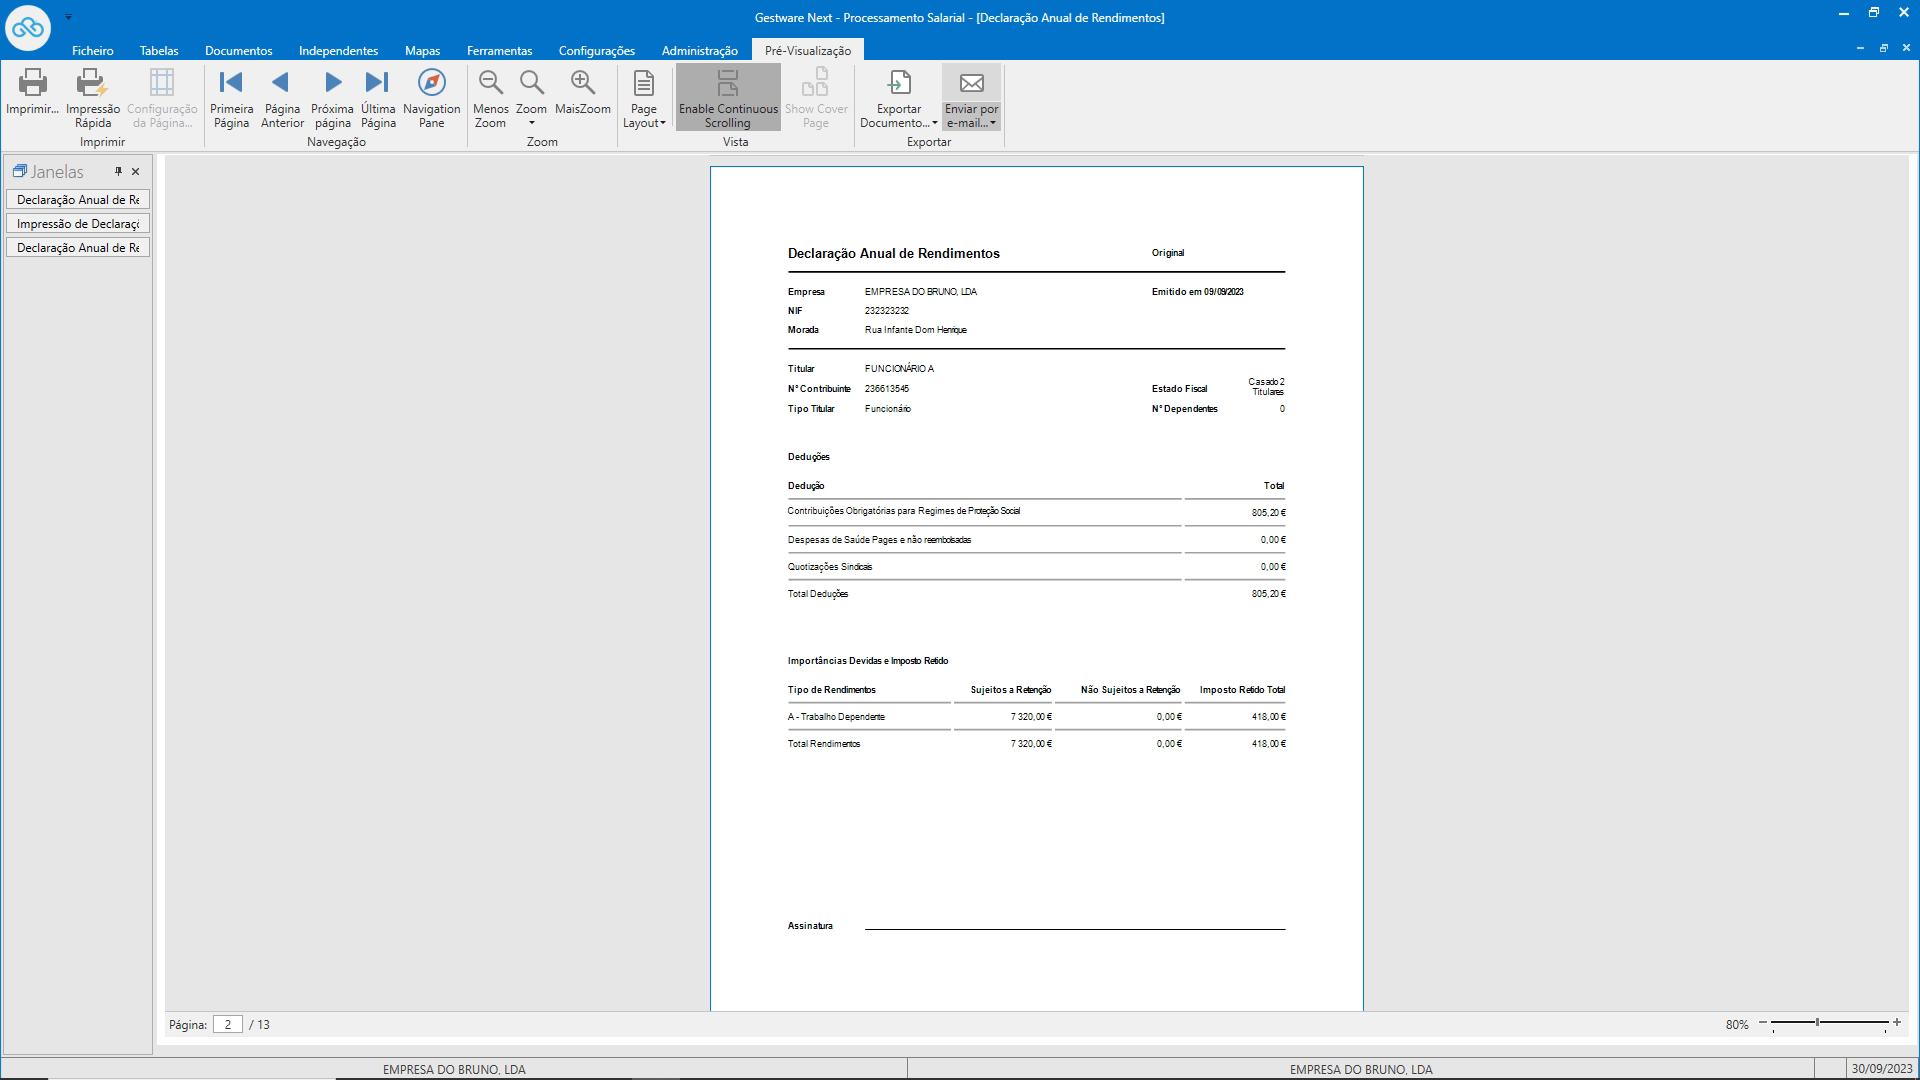 Gestware Next - Processamento Salarial - [Declaração Anual de Rendimentos]
Ficheiro Tabelas Documentos Independentes Mapas Ferramentas Configurações Administração Pré-Visualização
Imprimir...
Impressão Rápida
Configuração da Página...
Primeira Página
Página Anterior
Próxima página
Última Página
Navigation Pane
Menos Zoom
Zoom
MaisZoom
Page Layout
Enable Continuous Scrolling
Show Cover Page
Exportar Documento...
Enviar por e-mail...
Imprimir Navegação Zoom Vista Exportar
Janelas
Declaração Anual de Re
Impressão de Declaraçõ
Declaração Anual de Re
Declaração Anual de Rendimentos Original
Empresa EMPRESA DO BRUNO, LDA Emitido em 09/09/2023
NIF 232323232
Morada Rua Infante Dom Henrique
Titular FUNCIONÁRIO A
Nº Contribuinte 236613545 Estado Fiscal Casado 2 Titulares
Tipo Titular Funcionário Nº Dependentes 0
Deduções
Dedução Total
Contribuições Obrigatórias para Regimes de Proteção Social 805,20 €
Despesas de Saúde Pages e não reembolsadas 0,00 €
Quotizações Sindicais 0,00 €
Total Deduções 805,20 €
Importâncias Devidas e Imposto Retido
Tipo de Rendimentos Sujeitos a Retenção Não Sujeitos a Retenção Imposto Retido Total
A - Trabalho Dependente 7 320,00 € 0,00 € 418,00 €
Total Rendimentos 7 320,00 € 0,00 € 418,00 €
Assinatura
Página: 2 / 13 80%
EMPRESA DO BRUNO, LDA EMPRESA DO BRUNO, LDA 30/09/2023